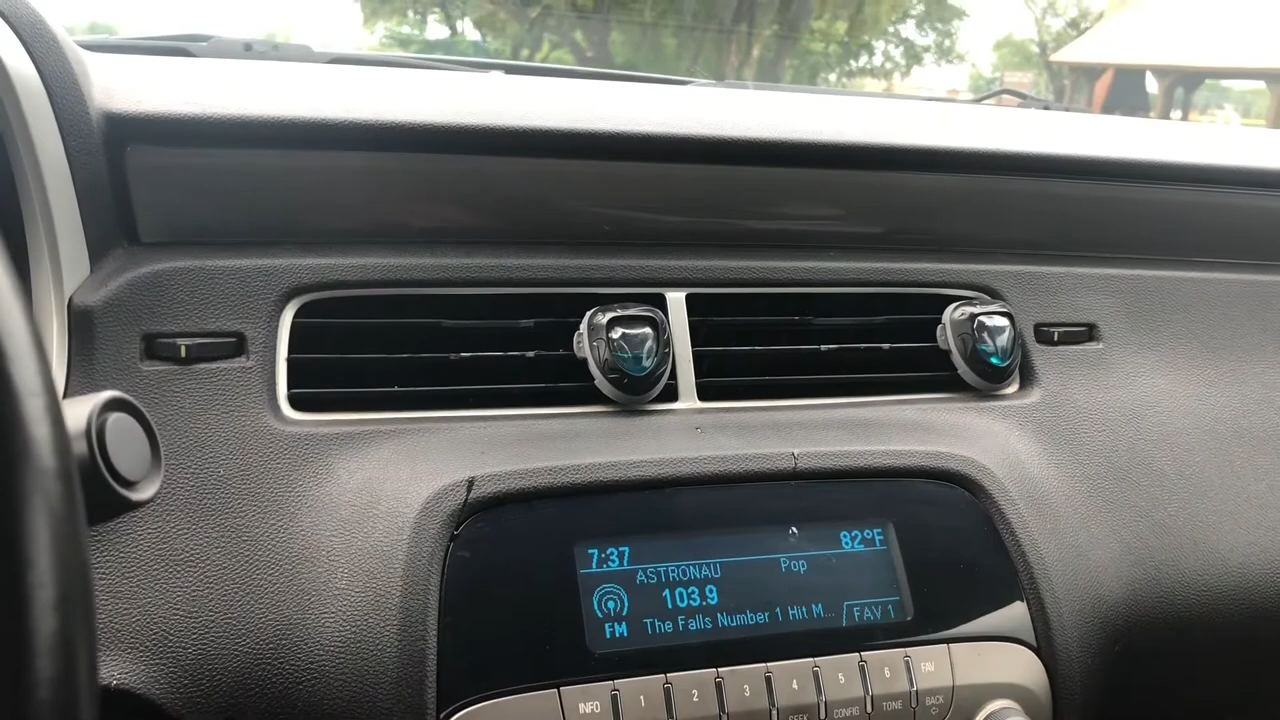 7:37 82°F
ASTRONAU Pop
103.9
FM The Falls Number 1 Hit M... FAV 1
INFO 1 2 3 4 5 6 FAV
SEEK CONFIG TONE BACK